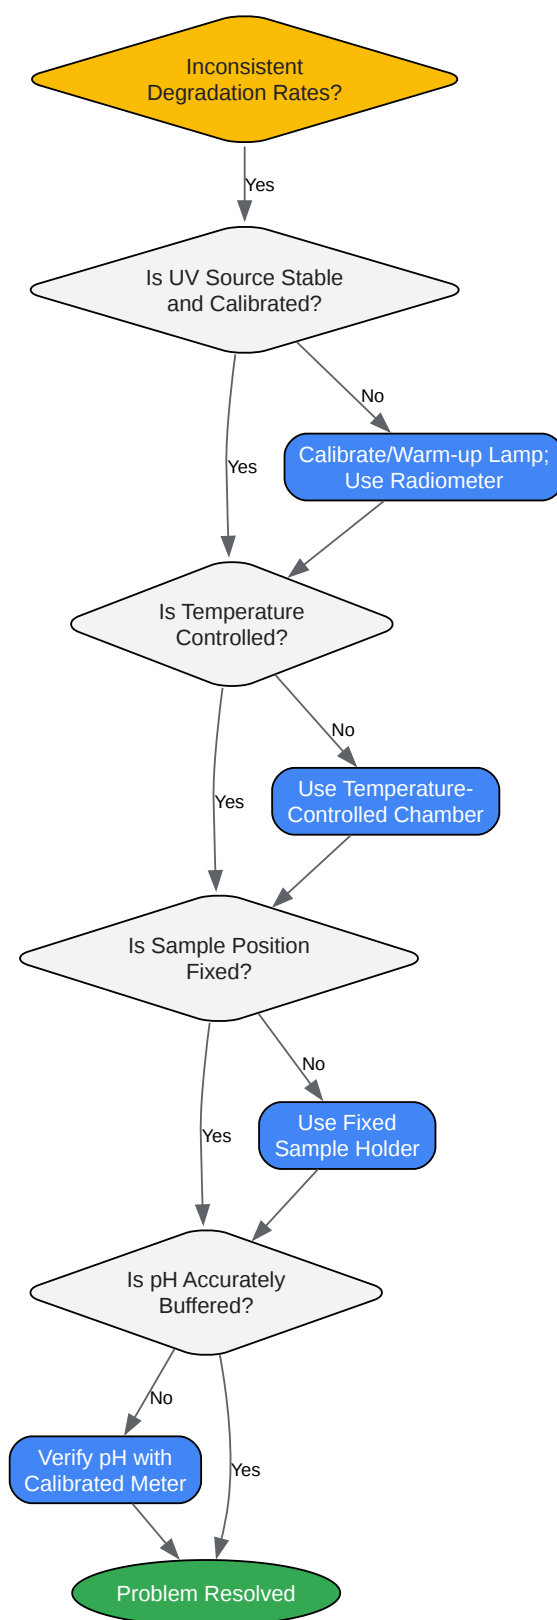 Inconsistent
Degradation Rates?
Yes
Is UV Source Stable
and Calibrated?
No
Yes
Calibrate/Warm-up Lamp;
Use Radiometer
Is Temperature
Controlled?
No
Yes
Use Temperature-
Controlled Chamber
Is Sample Position
Fixed?
No
Yes
Use Fixed
Sample Holder
Is pH Accurately
Buffered?
No
Verify pH with
Calibrated Meter
Yes
Problem Resolved